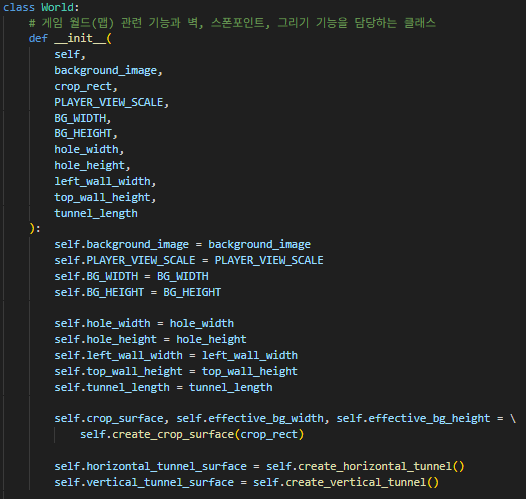 class World:
    # 게임 월드(맵) 관련 기능과 벽, 스폰포인트, 그리기 기능을 담당하는 클래스
    def __init__(
        self,
        background_image,
        crop_rect,
        PLAYER_VIEW_SCALE,
        BG_WIDTH,
        BG_HEIGHT,
        hole_width,
        hole_height,
        left_wall_width,
        top_wall_height,
        tunnel_length
    ):
        self.background_image = background_image
        self.PLAYER_VIEW_SCALE = PLAYER_VIEW_SCALE
        self.BG_WIDTH = BG_WIDTH
        self.BG_HEIGHT = BG_HEIGHT

        self.hole_width = hole_width
        self.hole_height = hole_height
        self.left_wall_width = left_wall_width
        self.top_wall_height = top_wall_height
        self.tunnel_length = tunnel_length

        self.crop_surface, self.effective_bg_width, self.effective_bg_height = \
            self.create_crop_surface(crop_rect)

        self.horizontal_tunnel_surface = self.create_horizontal_tunnel()
        self.vertical_tunnel_surface = self.create_vertical_tunnel()